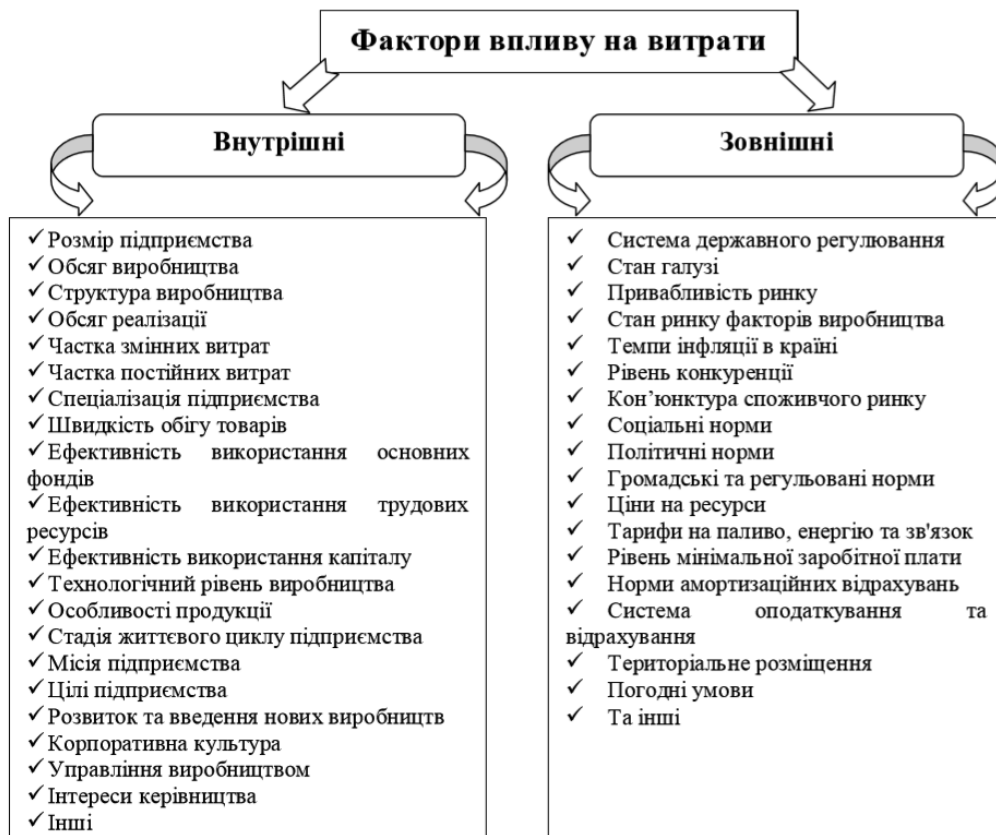 Фактори впливу на витрати
Внутрішні
✓Розмір підприємства
✓Обсяг виробництва
✓Структура виробництва
✓Обсяг реалізації
✓Частка змінних витрат
✓Частка постійних витрат
✓Спеціалізація підприємства
✓Швидкість обігу товарів
✓Ефективність використання основних
фондів
✓Ефективність використання трудових
ресурсів
✓Ефективність використання капіталу
✓Технологічний рівень виробництва
✓Особливості продукції
✓Стадія життєвого циклу підприємства
✓Місія підприємства
✓Цілі підприємства
✓Розвиток та введення нових виробництв
✓Корпоративна культура
✓Управління виробництвом
✓Інтереси керівництва
✓Інші
Зовнішні
✓ Система державного регулювання
✓ Стан галузі
✓ Привабливість ринку
✓ Стан ринку факторів виробництва
✓ Темпи інфляції в країні
✓ Рівень конкуренції
✓ Кон’юнктура споживчого ринку
✓ Соціальні норми
✓ Політичні норми
✓ Громадські та регульовані норми
✓ Ціни на ресурси
✓ Тарифи на паливо, енергію та зв'язок
✓ Рівень мінімальної заробітної плати
✓ Норми амортизаційних відрахувань
✓ Система оподаткування та
відрахування
✓ Територіальне розміщення
✓ Погодні умови
✓ Та інші